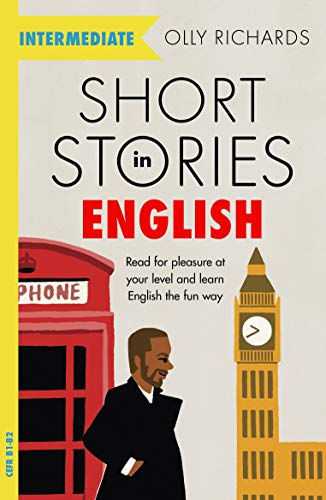 INTERMEDIATE
OLLY RICHARDS
SHORT
in
STORIES
ENGLISH
Read for pleasure at
your level and learn
English the fun way
PHONE
CEFR B1-B2